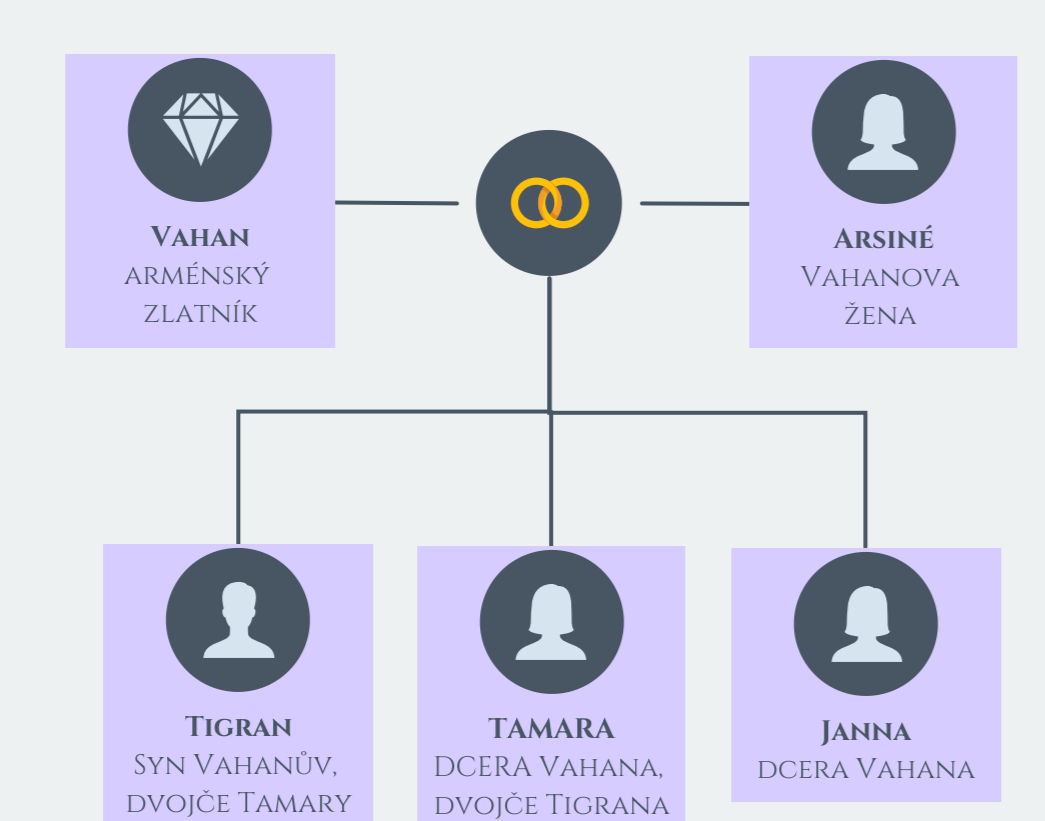 Vahan
arménský
zlatník
Arsiné
Vahanova
žena
Tigran
Syn Vahanův,
dvojče Tamary
TAMARA
DCERA Vahana,
dvojče Tigrana
Janna
dcera Vahana